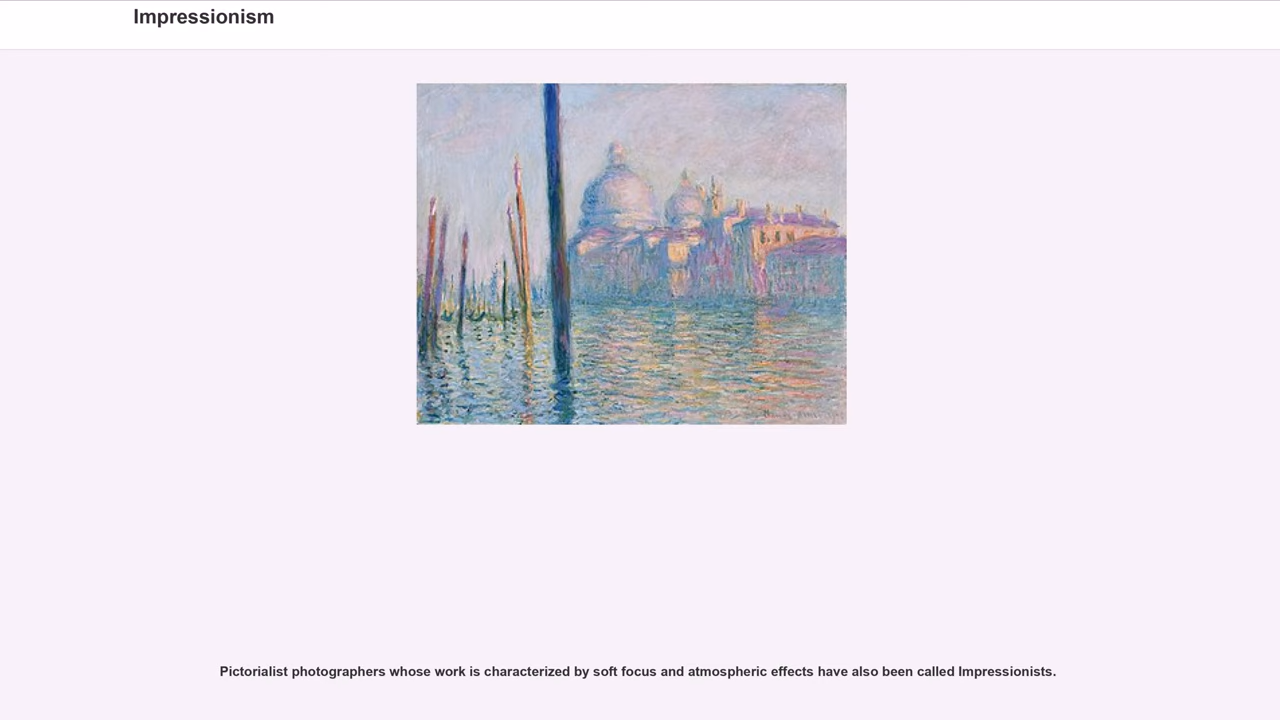 Impressionism
Pictorialist photographers whose work is characterized by soft focus and atmospheric effects have also been called Impressionists.